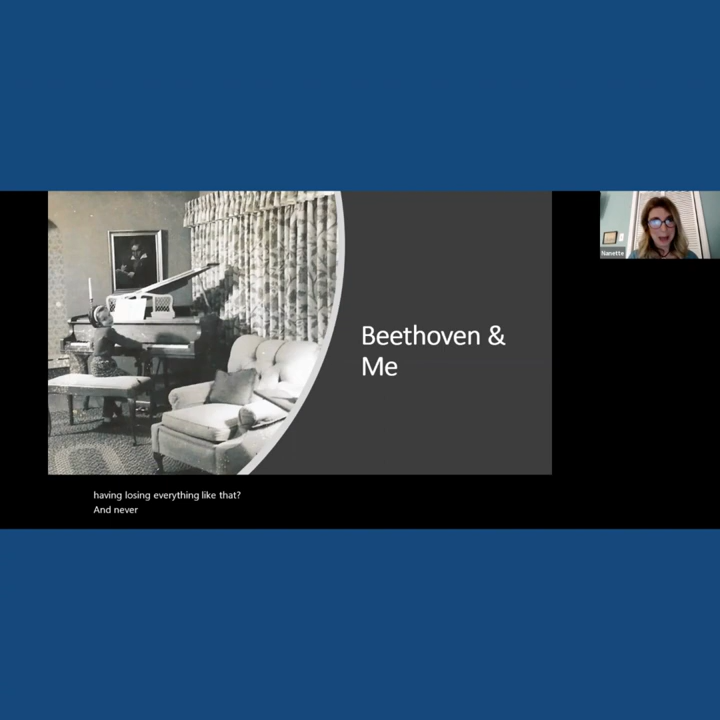 Beethoven &
Me
Nanette
having losing everything like that?
And never